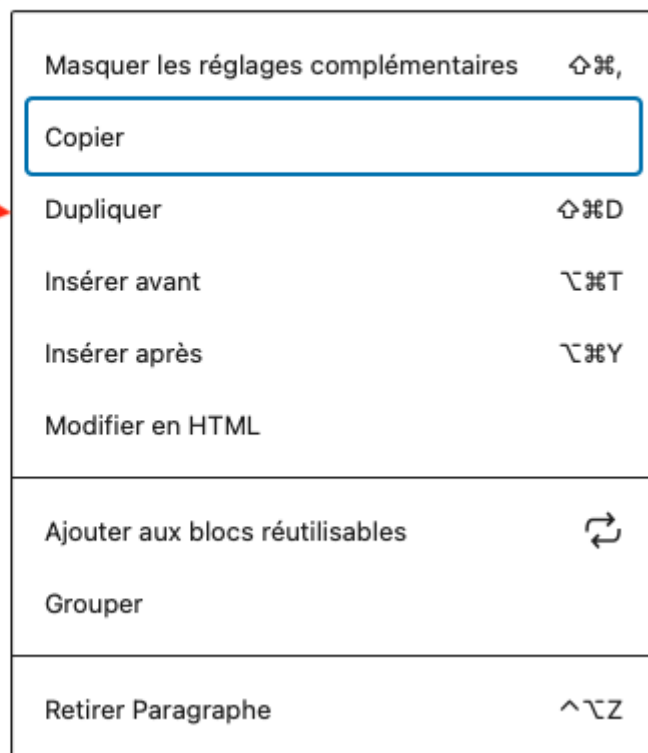 Masquer les réglages complémentaires ⇧⌘,
Copier
Dupliquer ⇧⌘D
Insérer avant ⌥⌘T
Insérer après ⌥⌘Y
Modifier en HTML
Ajouter aux blocs réutilisables
Grouper
Retirer Paragraphe ^⌥Z